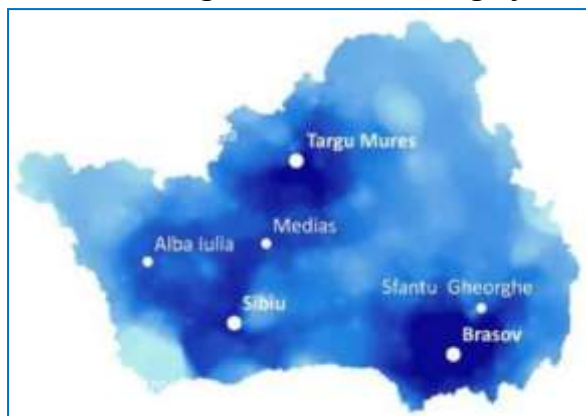 Targu Mures
Medias
Alba Iulia
Sfantu Gheorghe
Sibiu
Brasov